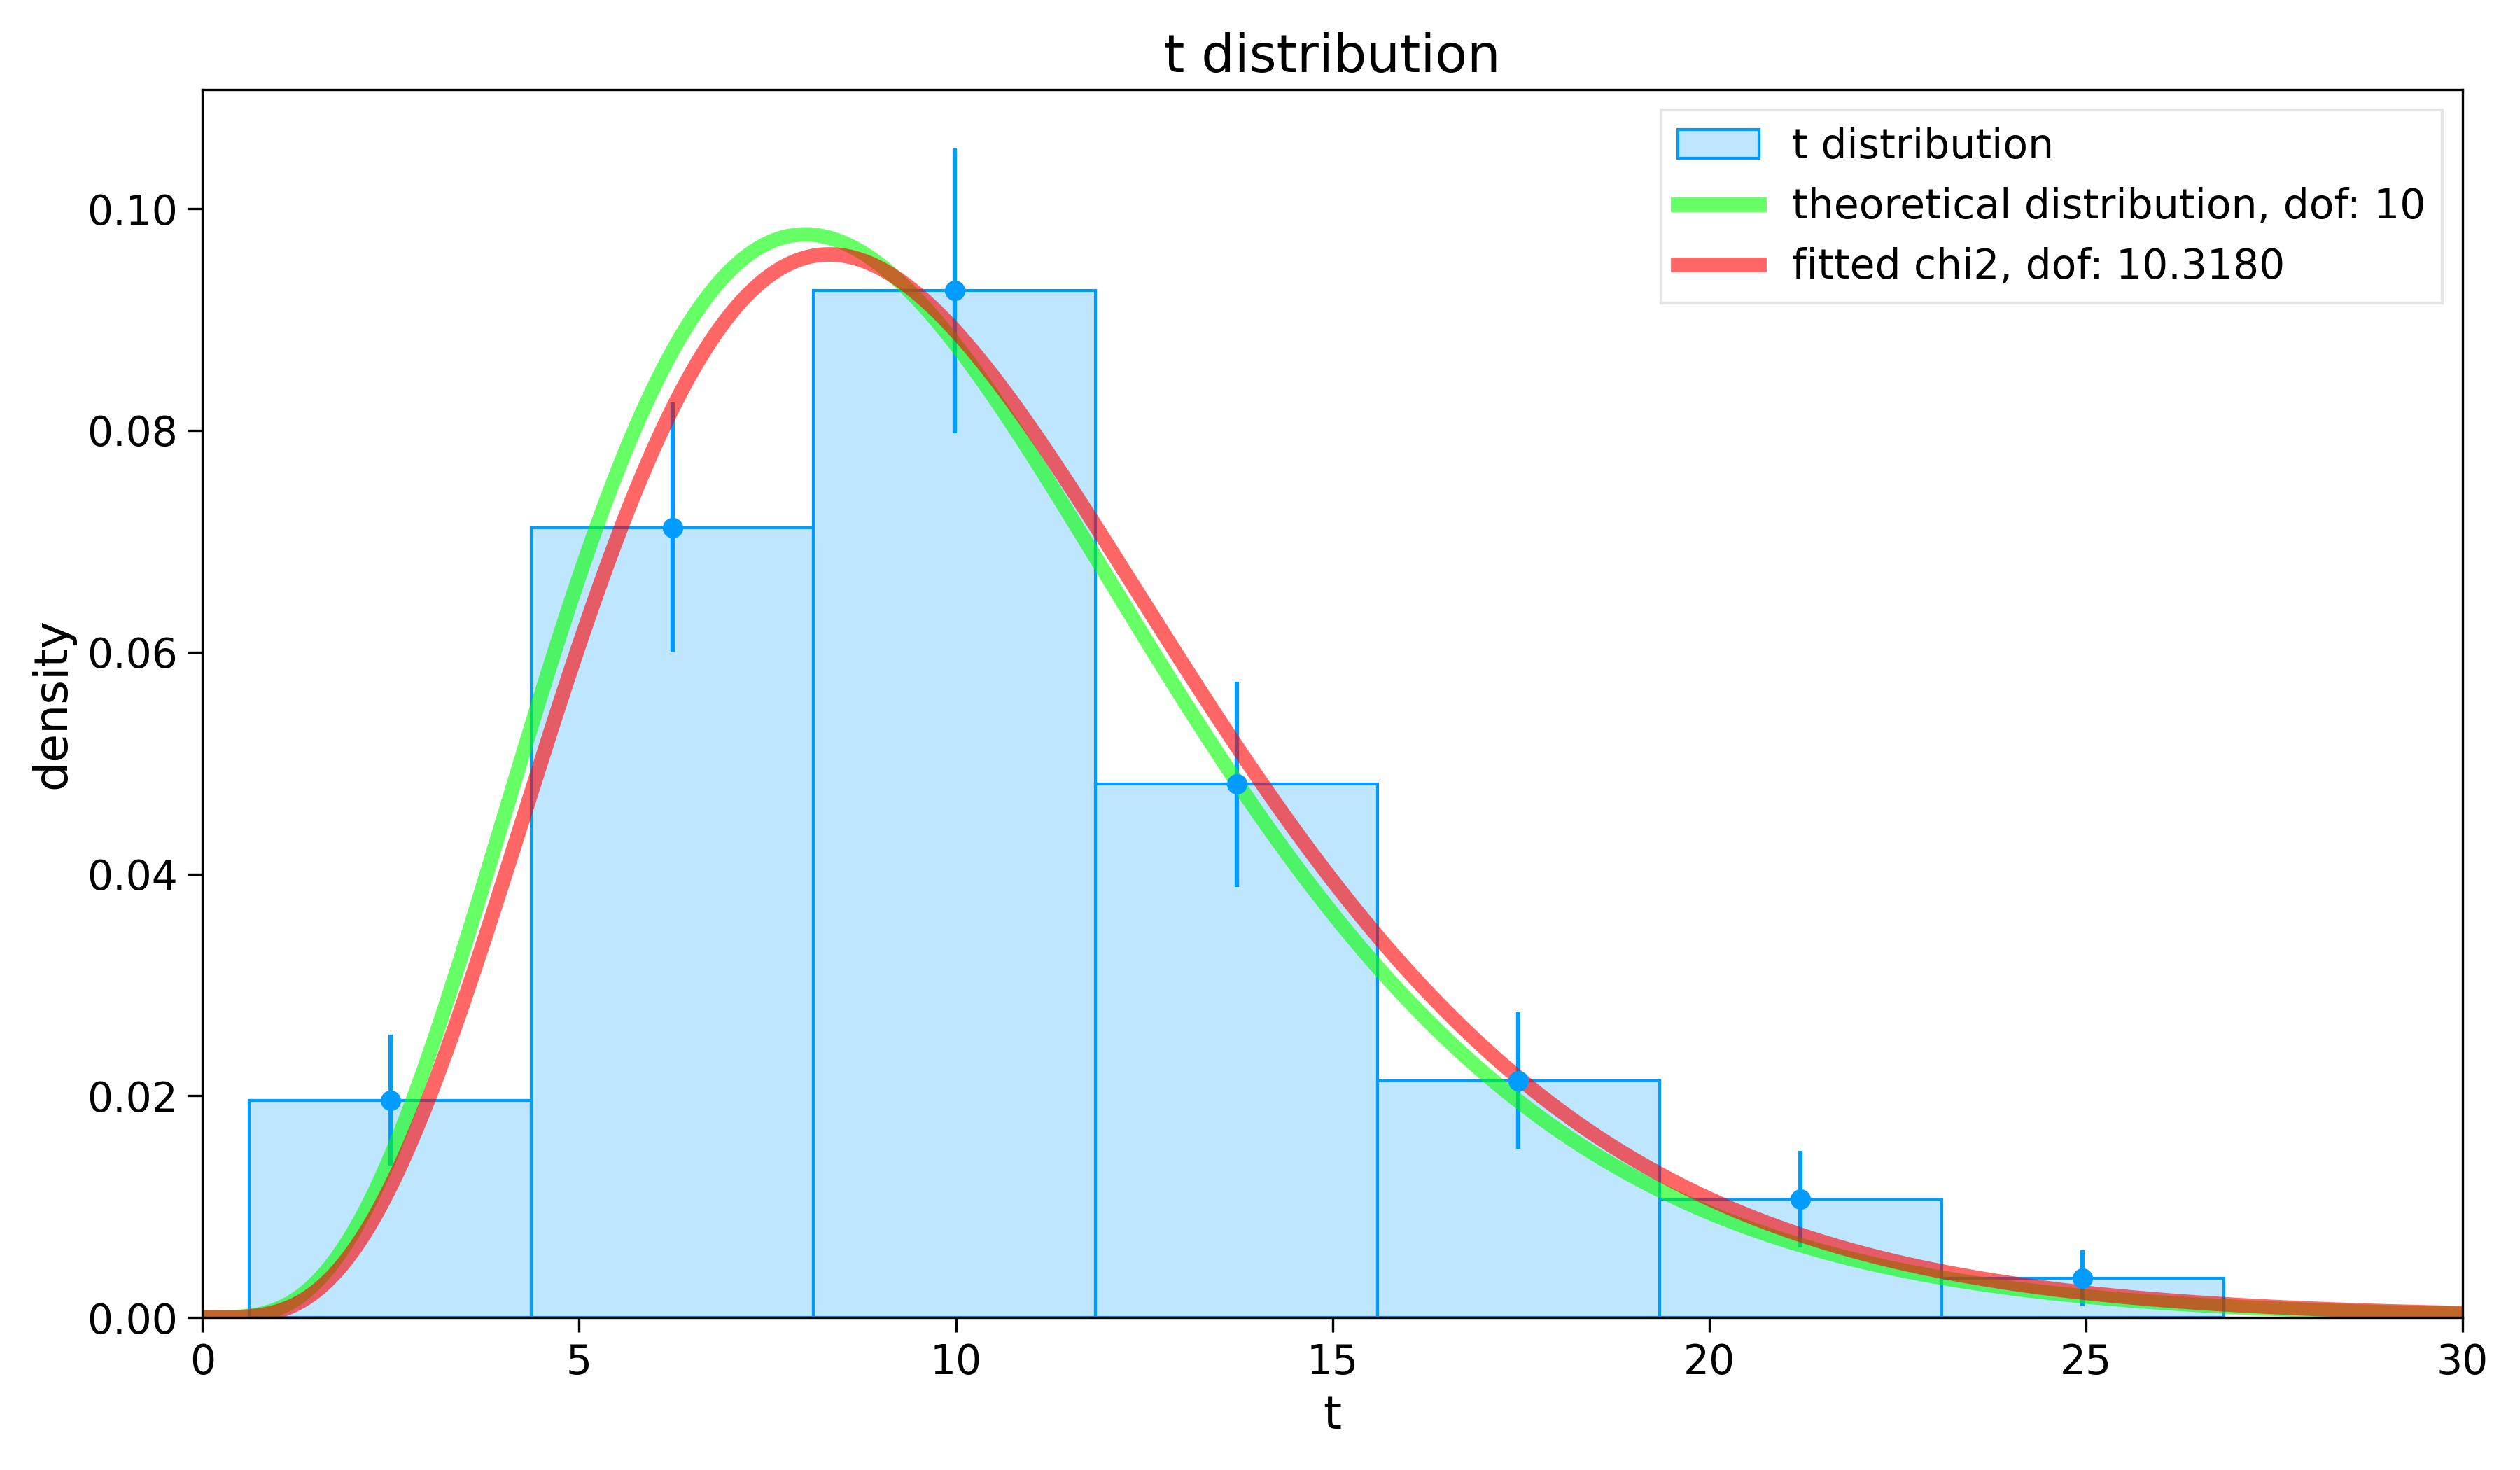 t distribution
t distribution
theoretical distribution, dof: 10
fitted chi2, dof: 10.3180
density
0.10
0.08
0.06
0.04
0.02
0.00
0
5
10
15
20
25
30
t